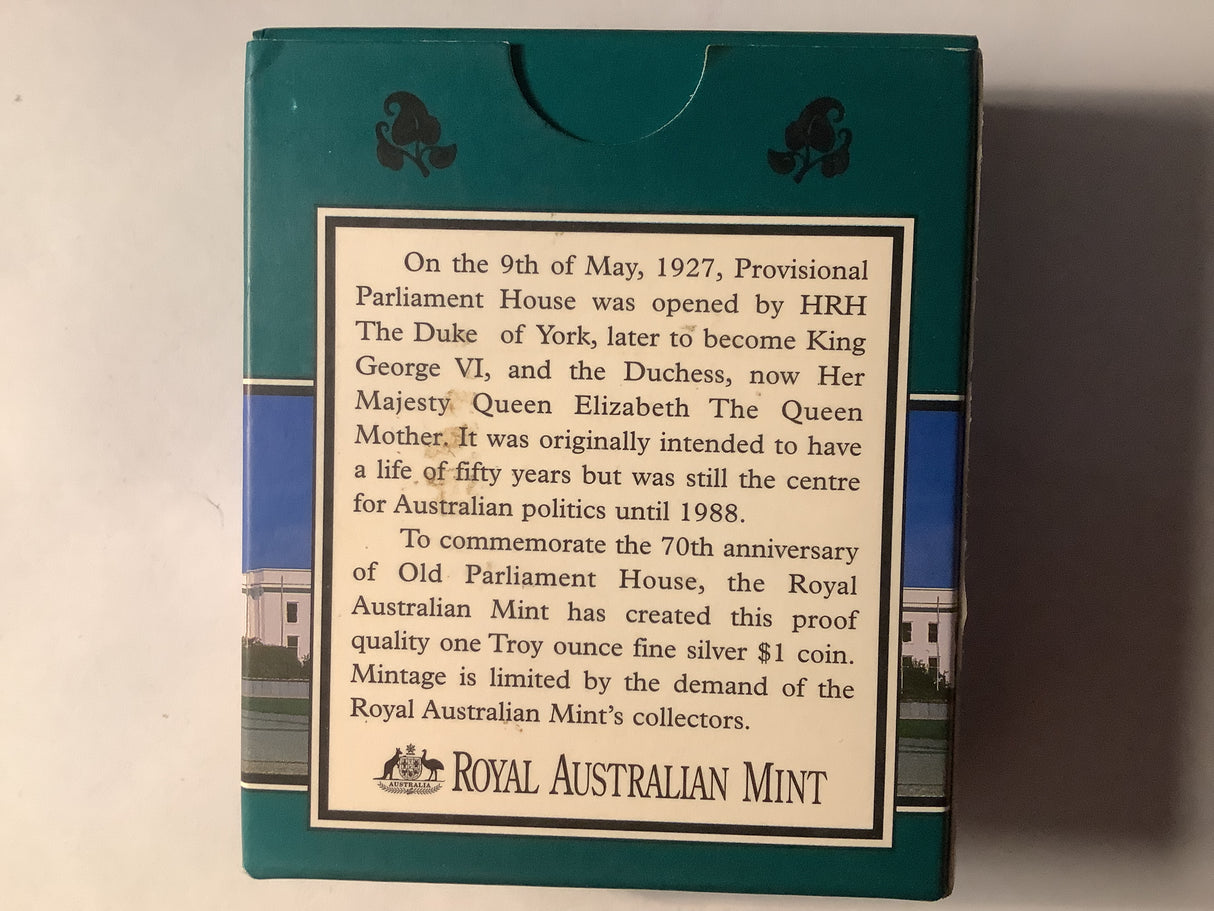 On the 9th of May, 1927, Provisional
Parliament House was opened by HRH
The Duke of York, later to become King
George VI, and the Duchess, now Her
Majesty Queen Elizabeth The Queen
Mother. It was originally intended to have
a life of fifty years but was still the centre
for Australian politics until 1988.
To commemorate the 70th anniversary
of Old Parliament House, the Royal
Australian Mint has created this proof
quality one Troy ounce fine silver $1 coin.
Mintage is limited by the demand of the
Royal Australian Mint's collectors.
AUSTRALIA
ROYAL AUSTRALIAN MINT